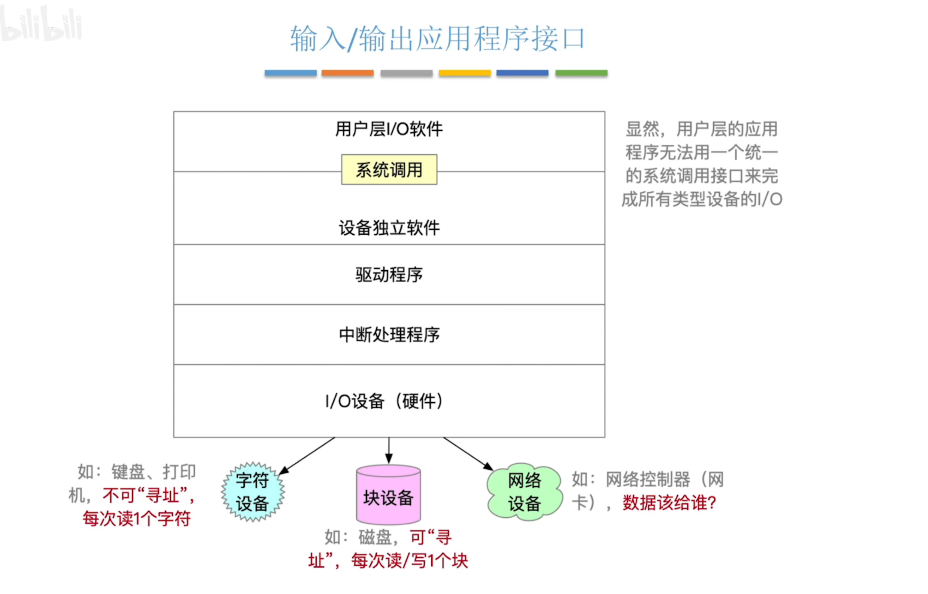 bilibili
输入/输出应用程序接口
用户层I/O软件
系统调用
设备独立软件
驱动程序
中断处理程序
I/O设备（硬件）
显然，用户层的应用
程序无法用一个统一
的系统调用接口来完
成所有类型设备的I/O
如：键盘、打印
机，不可“寻址”，
每次读1个字符
字符
设备
块设备
如：磁盘，可“寻
址”，每次读/写1个块
网络
设备
如：网络控制器（网
卡），数据该给谁？